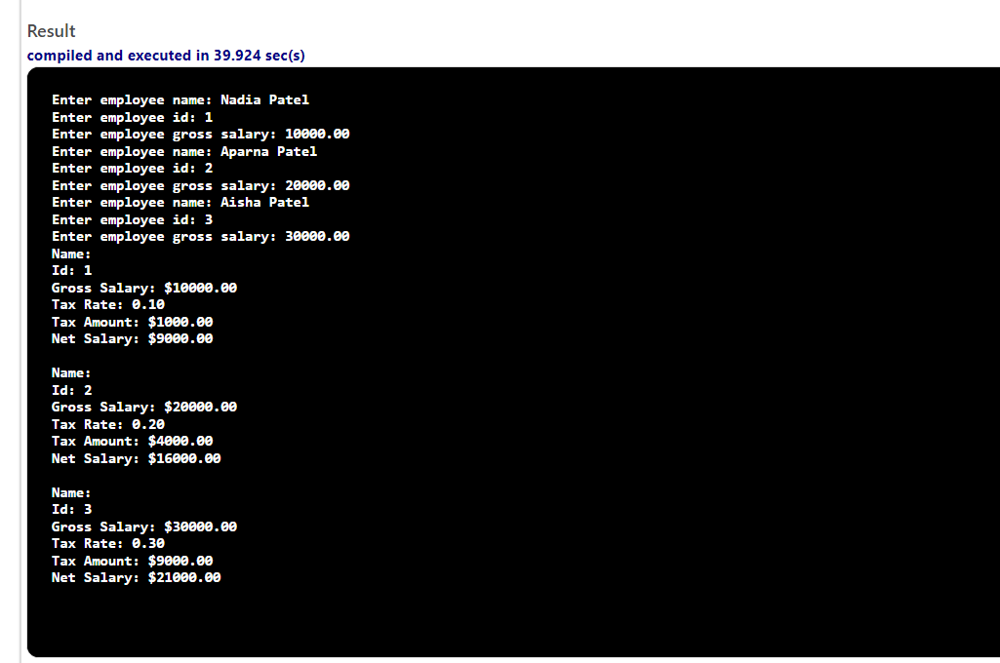 Result
compiled and executed in 39.924 sec(s)
Enter employee name: Nadia Patel
Enter employee id: 1
Enter employee gross salary: 10000.00
Enter employee name: Aparna Patel
Enter employee id: 2
Enter employee gross salary: 20000.00
Enter employee name: Aisha Patel
Enter employee id: 3
Enter employee gross salary: 30000.00
Name:
Id: 1
Gross Salary: $10000.00
Tax Rate: 0.10
Tax Amount: $1000.00
Net Salary: $9000.00
Name:
Id: 2
Gross Salary: $20000.00
Tax Rate: 0.20
Tax Amount: $4000.00
Net Salary: $16000.00
Name:
Id: 3
Gross Salary: $30000.00
Tax Rate: 0.30
Tax Amount: $9000.00
Net Salary: $21000.00